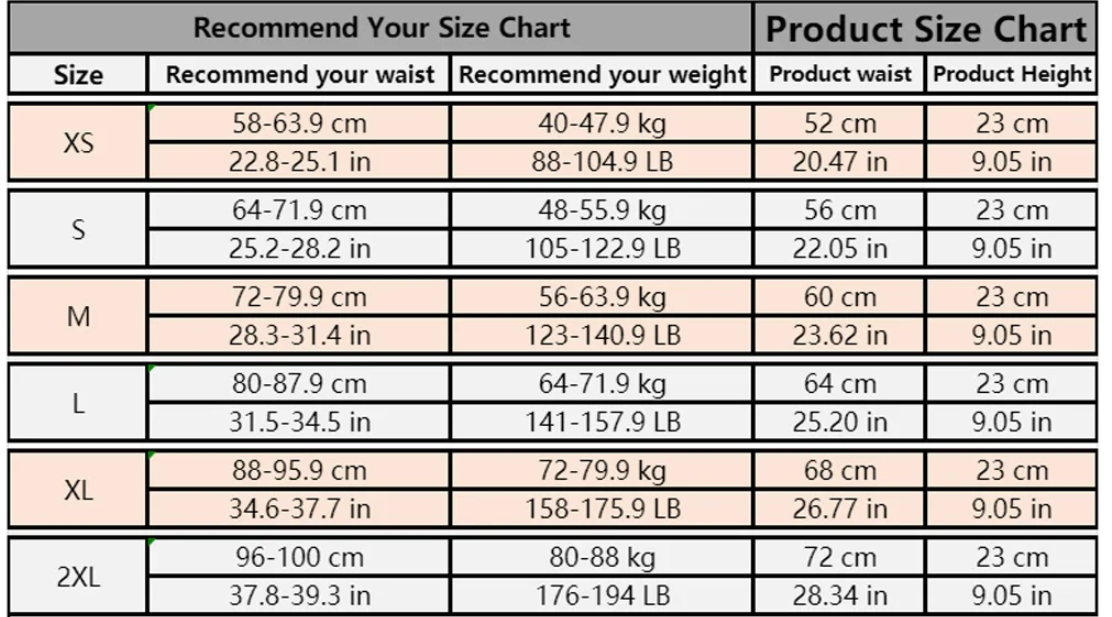 Recommend Your Size Chart Product Size Chart
Size Recommend your waist Recommend your weight Product waist Product Height
XS
58-63.9 cm 40-47.9 kg 52 cm 23 cm
22.8-25.1 in 88-104.9 LB 20.47 in 9.05 in
S
64-71.9 cm 48-55.9 kg 56 cm 23 cm
25.2-28.2 in 105-122.9 LB 22.05 in 9.05 in
M
72-79.9 cm 56-63.9 kg 60 cm 23 cm
28.3-31.4 in 123-140.9 LB 23.62 in 9.05 in
L
80-87.9 cm 64-71.9 kg 64 cm 23 cm
31.5-34.5 in 141-157.9 LB 25.20 in 9.05 in
XL
88-95.9 cm 72-79.9 kg 68 cm 23 cm
34.6-37.7 in 158-175.9 LB 26.77 in 9.05 in
2XL
96-100 cm 80-88 kg 72 cm 23 cm
37.8-39.3 in 176-194 LB 28.34 in 9.05 in